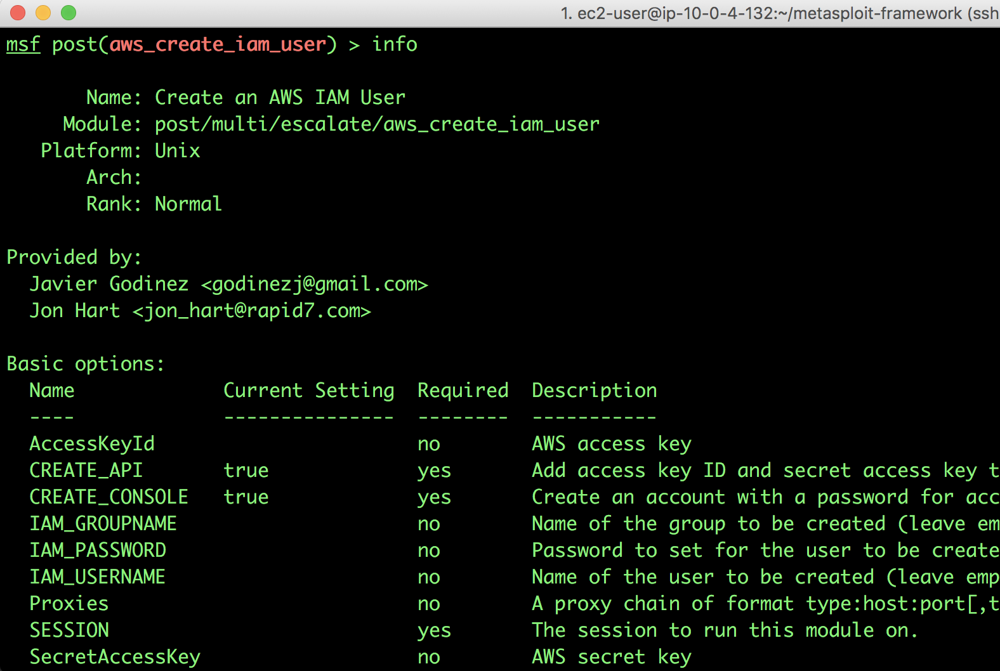 1. ec2-user@ip-10-0-4-132:~/metasploit-framework (ssh
msf post(aws_create_iam_user) > info
Name: Create an AWS IAM User
Module: post/multi/escalate/aws_create_iam_user
Platform: Unix
Arch:
Rank: Normal
Provided by:
Javier Godinez <godinezj@gmail.com>
Jon Hart <jon_hart@rapid7.com>
Basic options:
Name Current Setting Required Description
---- --------------- -------- -----------
AccessKeyId no AWS access key
CREATE_API true yes Add access key ID and secret access key t
CREATE_CONSOLE true yes Create an account with a password for acc
IAM_GROUPNAME no Name of the group to be created (leave em
IAM_PASSWORD no Password to set for the user to be create
IAM_USERNAME no Name of the user to be created (leave emp
Proxies no A proxy chain of format type:host:port[,t
SESSION yes The session to run this module on.
SecretAccessKey no AWS secret key